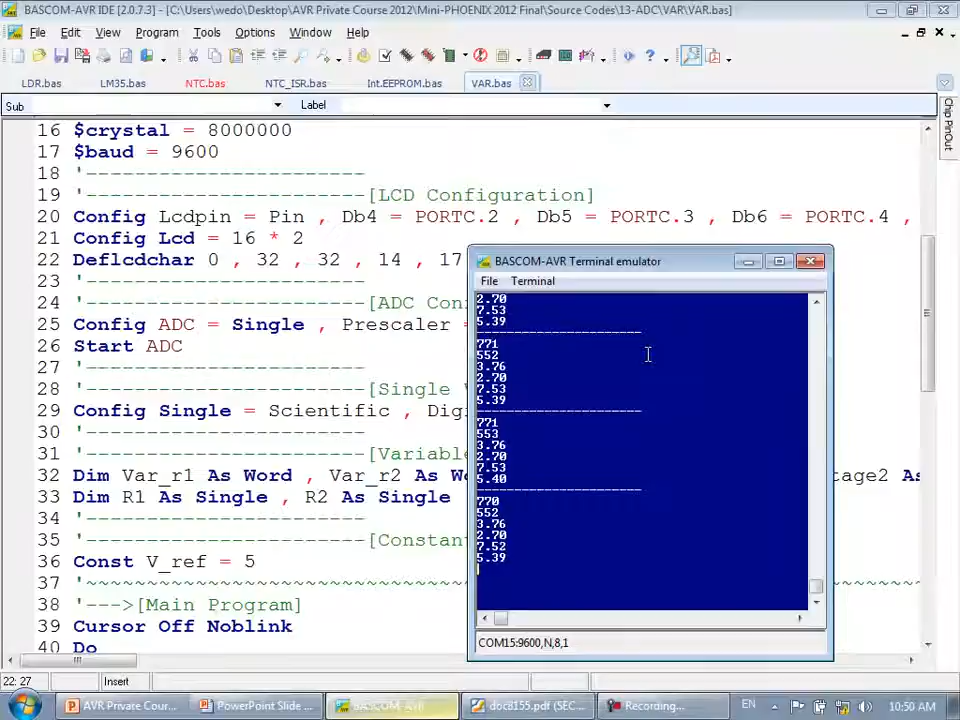 BASCOM-AVR IDE [2.0.7.3] - [C:\Users\wedo\Desktop\AVR Private Course 2012\Mini-PHOENIX 2012 Final\Source Codes\13-ADC\VAR\VAR.bas]
File Edit View Program Tools Options Window Help
LDR.bas LM35.bas NTC.bas NTC_ISR.bas Int.EEPROM.bas VAR.bas
Sub Label
Chip PinOut
16 $crystal = 8000000
17 $baud = 9600
18 '-----------------------
19 '-----------------------[LCD Configuration]
20 Config Lcdpin = Pin , Db4 = PORTC.2 , Db5 = PORTC.3 , Db6 = PORTC.4 ,
21 Config Lcd = 16 * 2
22 Deflcdchar 0 , 32 , 32 , 14 , 17
23 '-----------------------
24 '-----------------------[ADC Con
25 Config ADC = Single , Prescaler =
26 Start ADC
27 '-----------------------
28 '-----------------------[Single V
29 Config Single = Scientific , Dig
30 '-----------------------
31 '-----------------------[Variabl
32 Dim Var_r1 As Word , Var_r2 As Wo tage2 As
33 Dim R1 As Single , R2 As Single
34 '-----------------------
35 '-----------------------[Constan
36 Const V_ref = 5
37 '~~~~~~~~~~~~~~~~~~~~~~~~~~~~~~~~
38 '--->[Main Program]
39 Cursor Off Noblink
40 Do
BASCOM-AVR Terminal emulator
File Terminal
2.70
7.53
5.39
-----------------------
771
552
3.76
2.70
7.53
5.39
-----------------------
771
553
3.76
2.70
7.53
5.40
-----------------------
770
552
3.76
2.70
7.52
5.39
COM15:9600,N,8,1
22: 27 Insert
AVR Private Cour... PowerPoint Slide ... BASCOM-AVR doc8155.pdf (SEC... Recording... EN 10:50 AM